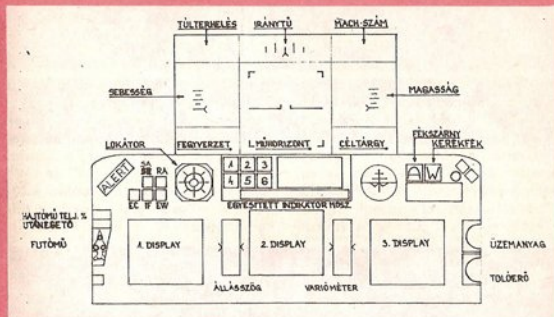 TÚLTERHELÉS IRÁNYTŰ MACH-SZÁM
SEBESSÉG MAGASSÁG
FEGYVERZET MŰHORIZONT CÉLTÁRGY
LOKÁTOR FÉKSZÁRNY
KERÉKFÉK
ALERT
SA
RA
1 2 3
4 5 6
A W
EC IF EW
EGYESÍTETT INDIKÁTOR MŰSZ.
HAJTÓMŰ TELJ. %
UTÁNÉGETŐ
FUTÓMŰ
1. DISPLAY 2. DISPLAY 3. DISPLAY
ÜZEMANYAG
TOLÓERŐ
ÁLLÁSSZÖG VARIÓMÉTER